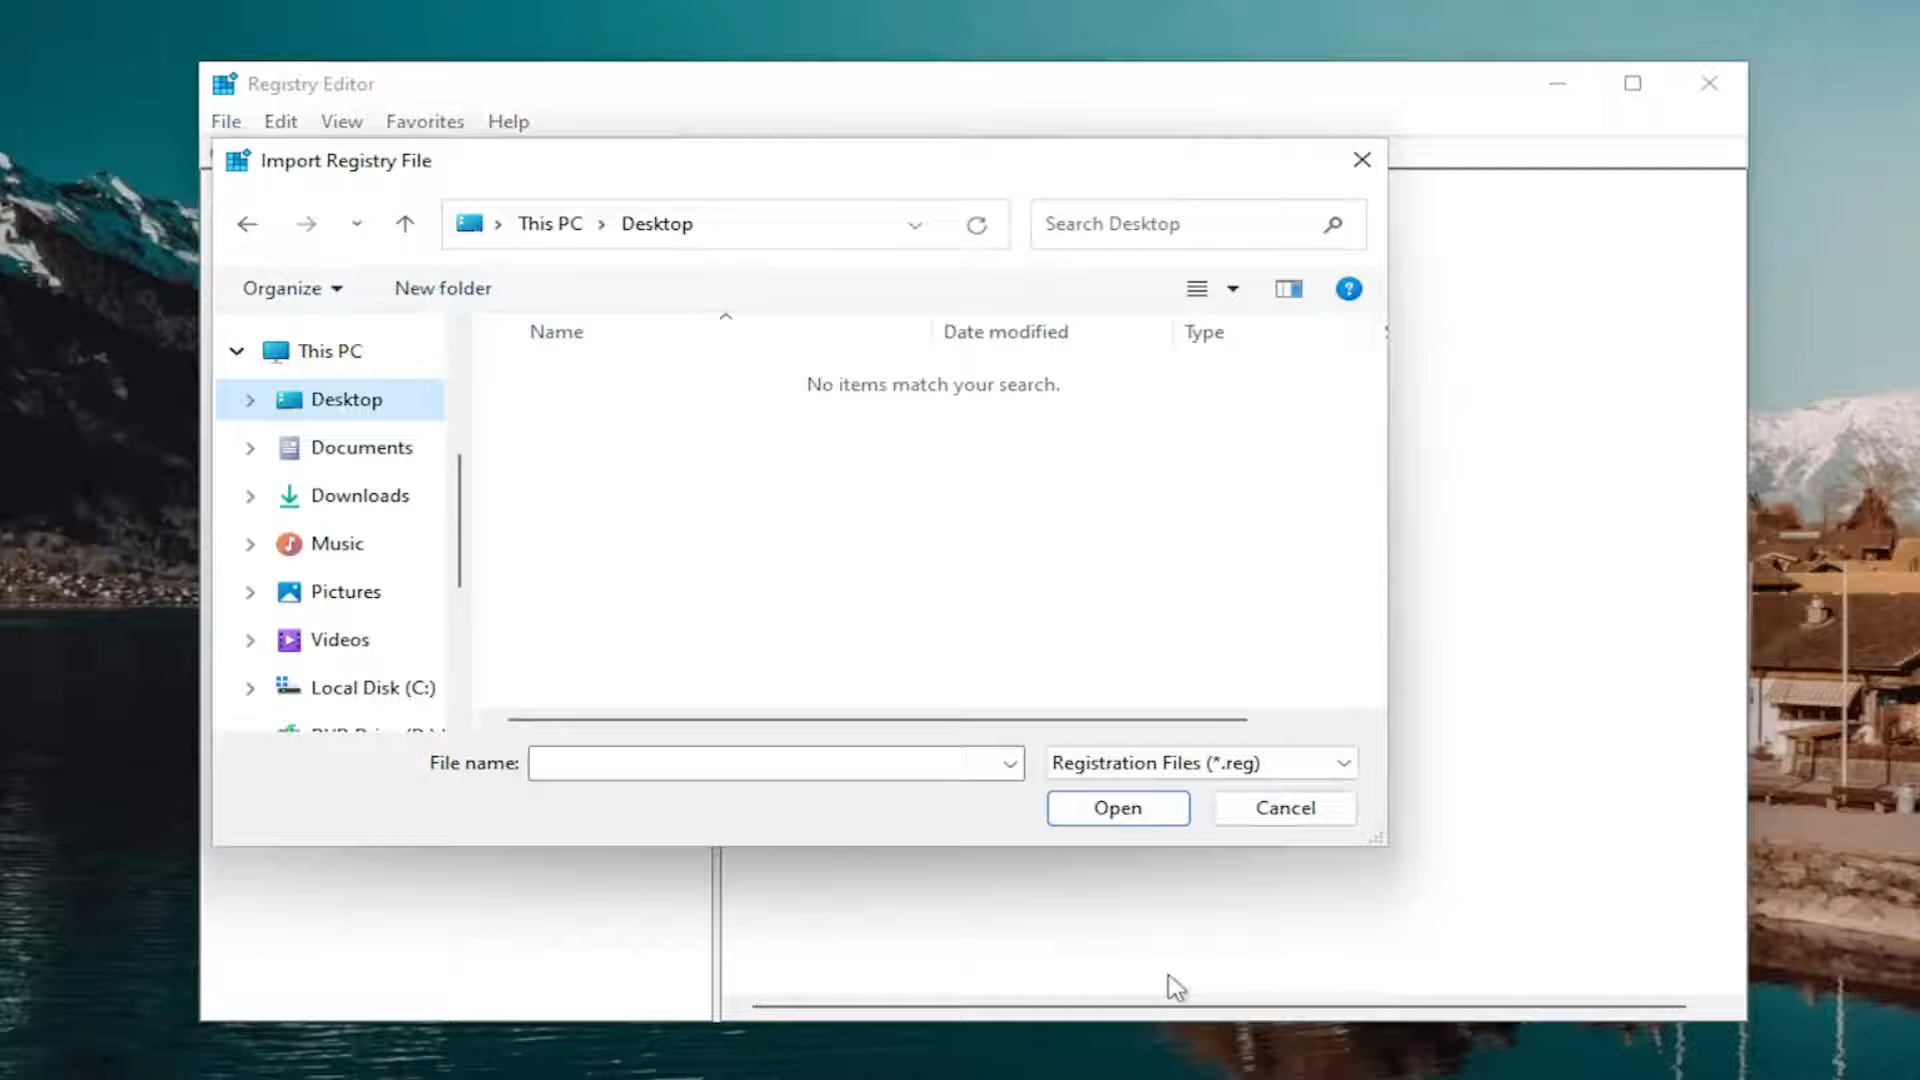 Registry Editor
File Edit View Favorites Help
Import Registry File
This PC Desktop
Search Desktop
Organize New folder
Name Date modified Type
This PC
No items match your search.
Desktop
Documents
Downloads
Music
Pictures
Videos
Local Disk (C:)
File name: Registration Files (*.reg)
Open Cancel